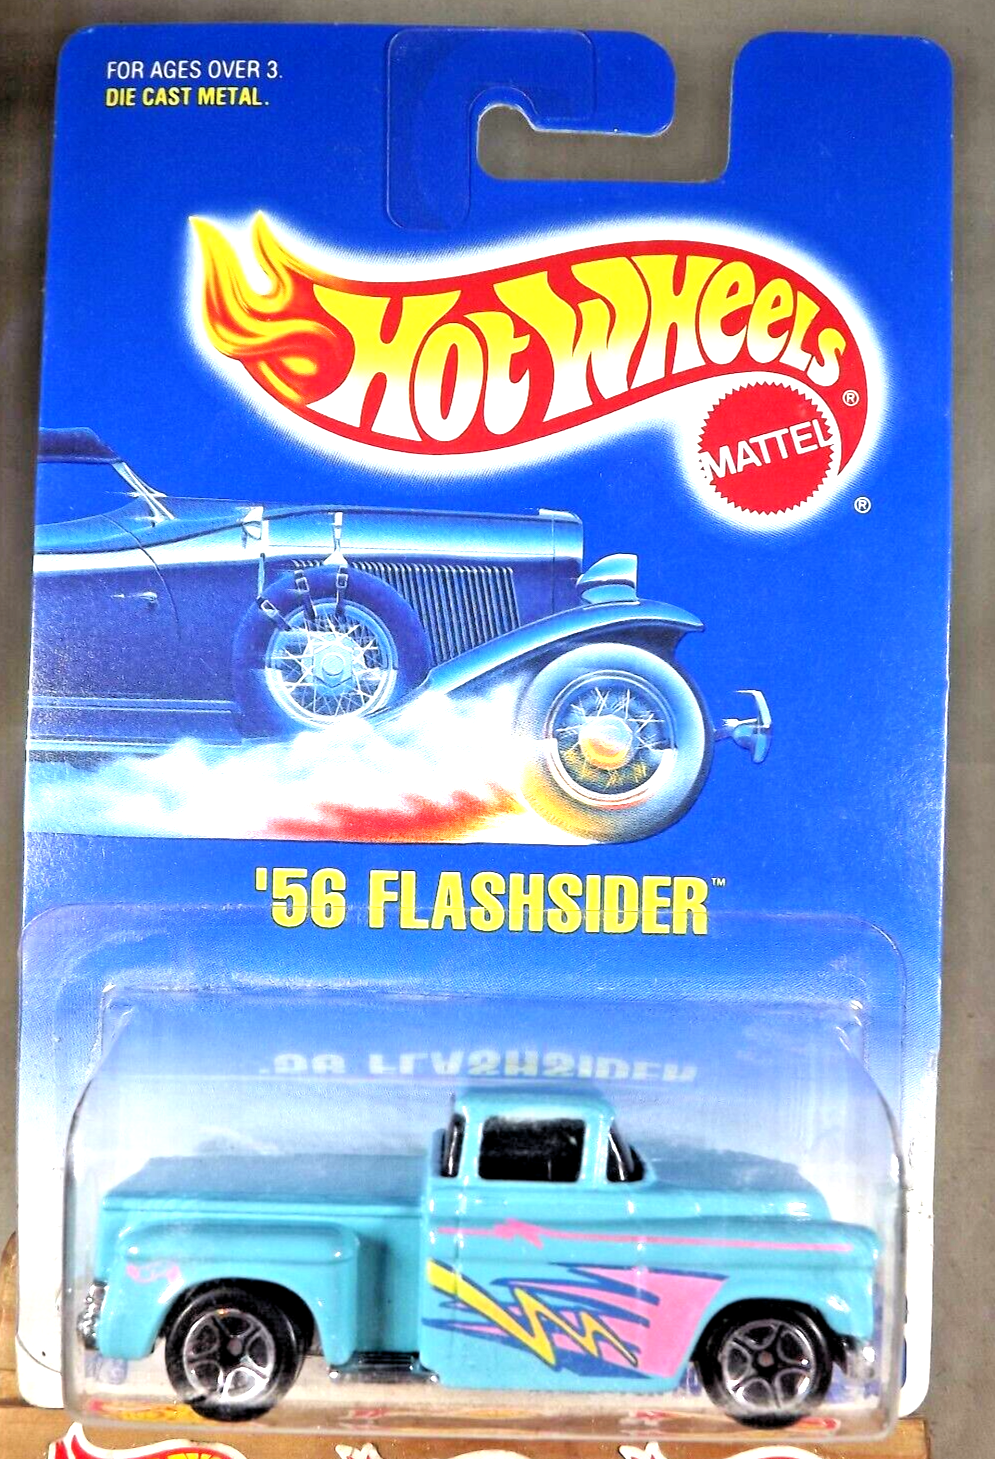 FOR AGES OVER 3.
DIE CAST METAL.
HOT WHEELS®
MATTEL
®
'56 FLASHSIDER™